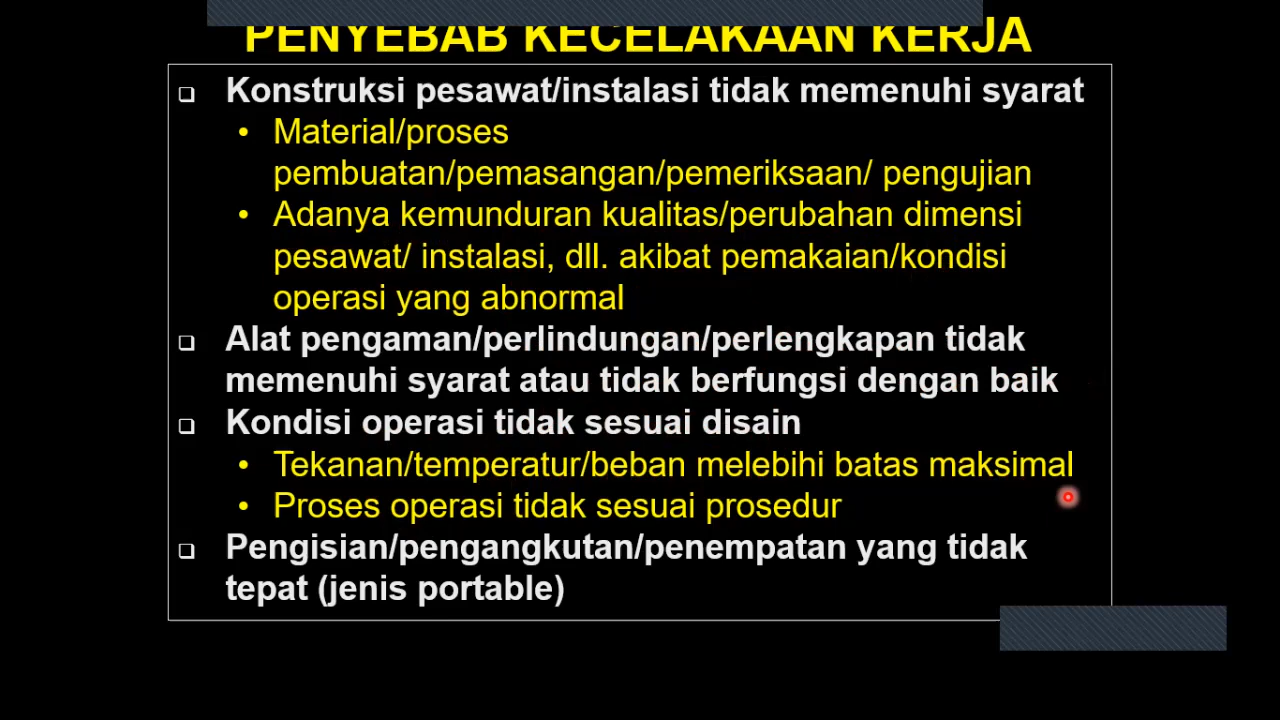 PENYEBAB KECELAKAAN KERJA
Konstruksi pesawat/instalasi tidak memenuhi syarat
Material/proses
pembuatan/pemasangan/pemeriksaan/ pengujian
Adanya kemunduran kualitas/perubahan dimensi
pesawat/ instalasi, dll. akibat pemakaian/kondisi
operasi yang abnormal
Alat pengaman/perlindungan/perlengkapan tidak
memenuhi syarat atau tidak berfungsi dengan baik
Kondisi operasi tidak sesuai disain
Tekanan/temperatur/beban melebihi batas maksimal
Proses operasi tidak sesuai prosedur
Pengisian/pengangkutan/penempatan yang tidak
tepat (jenis portable)